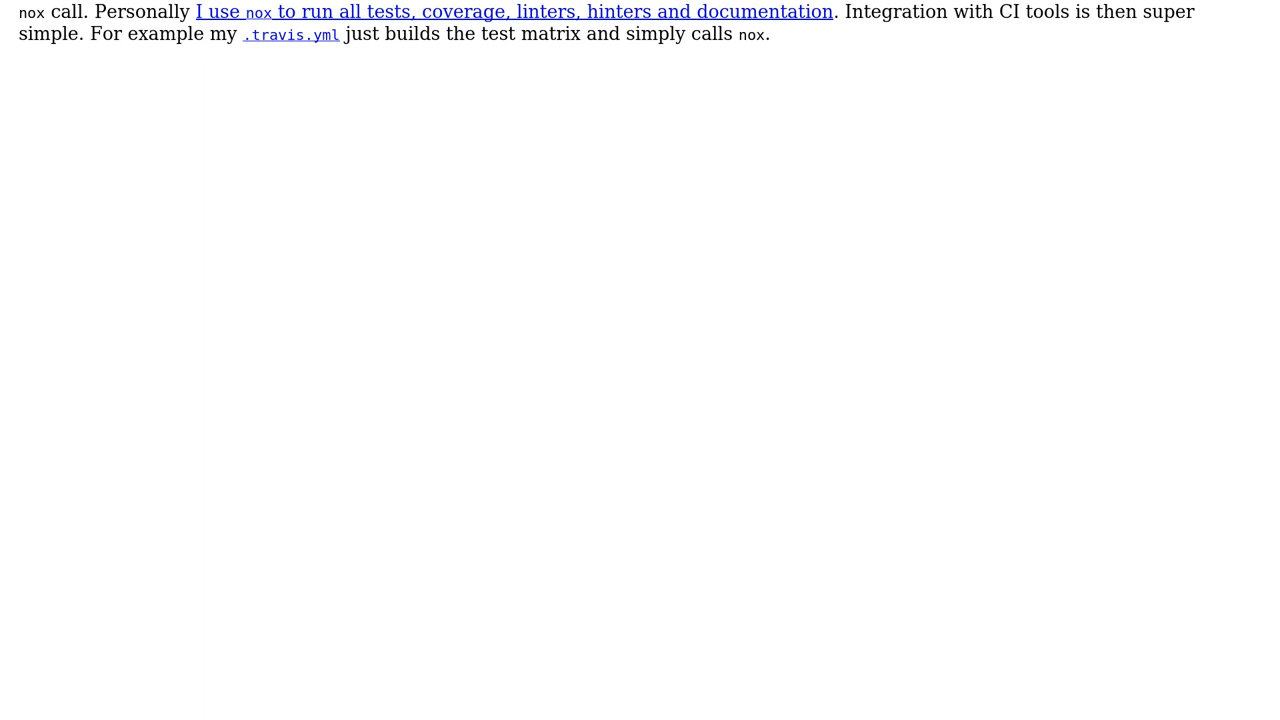 nox call. Personally I use nox to run all tests, coverage, linters, hinters and documentation. Integration with CI tools is then super
simple. For example my .travis.yml just builds the test matrix and simply calls nox.